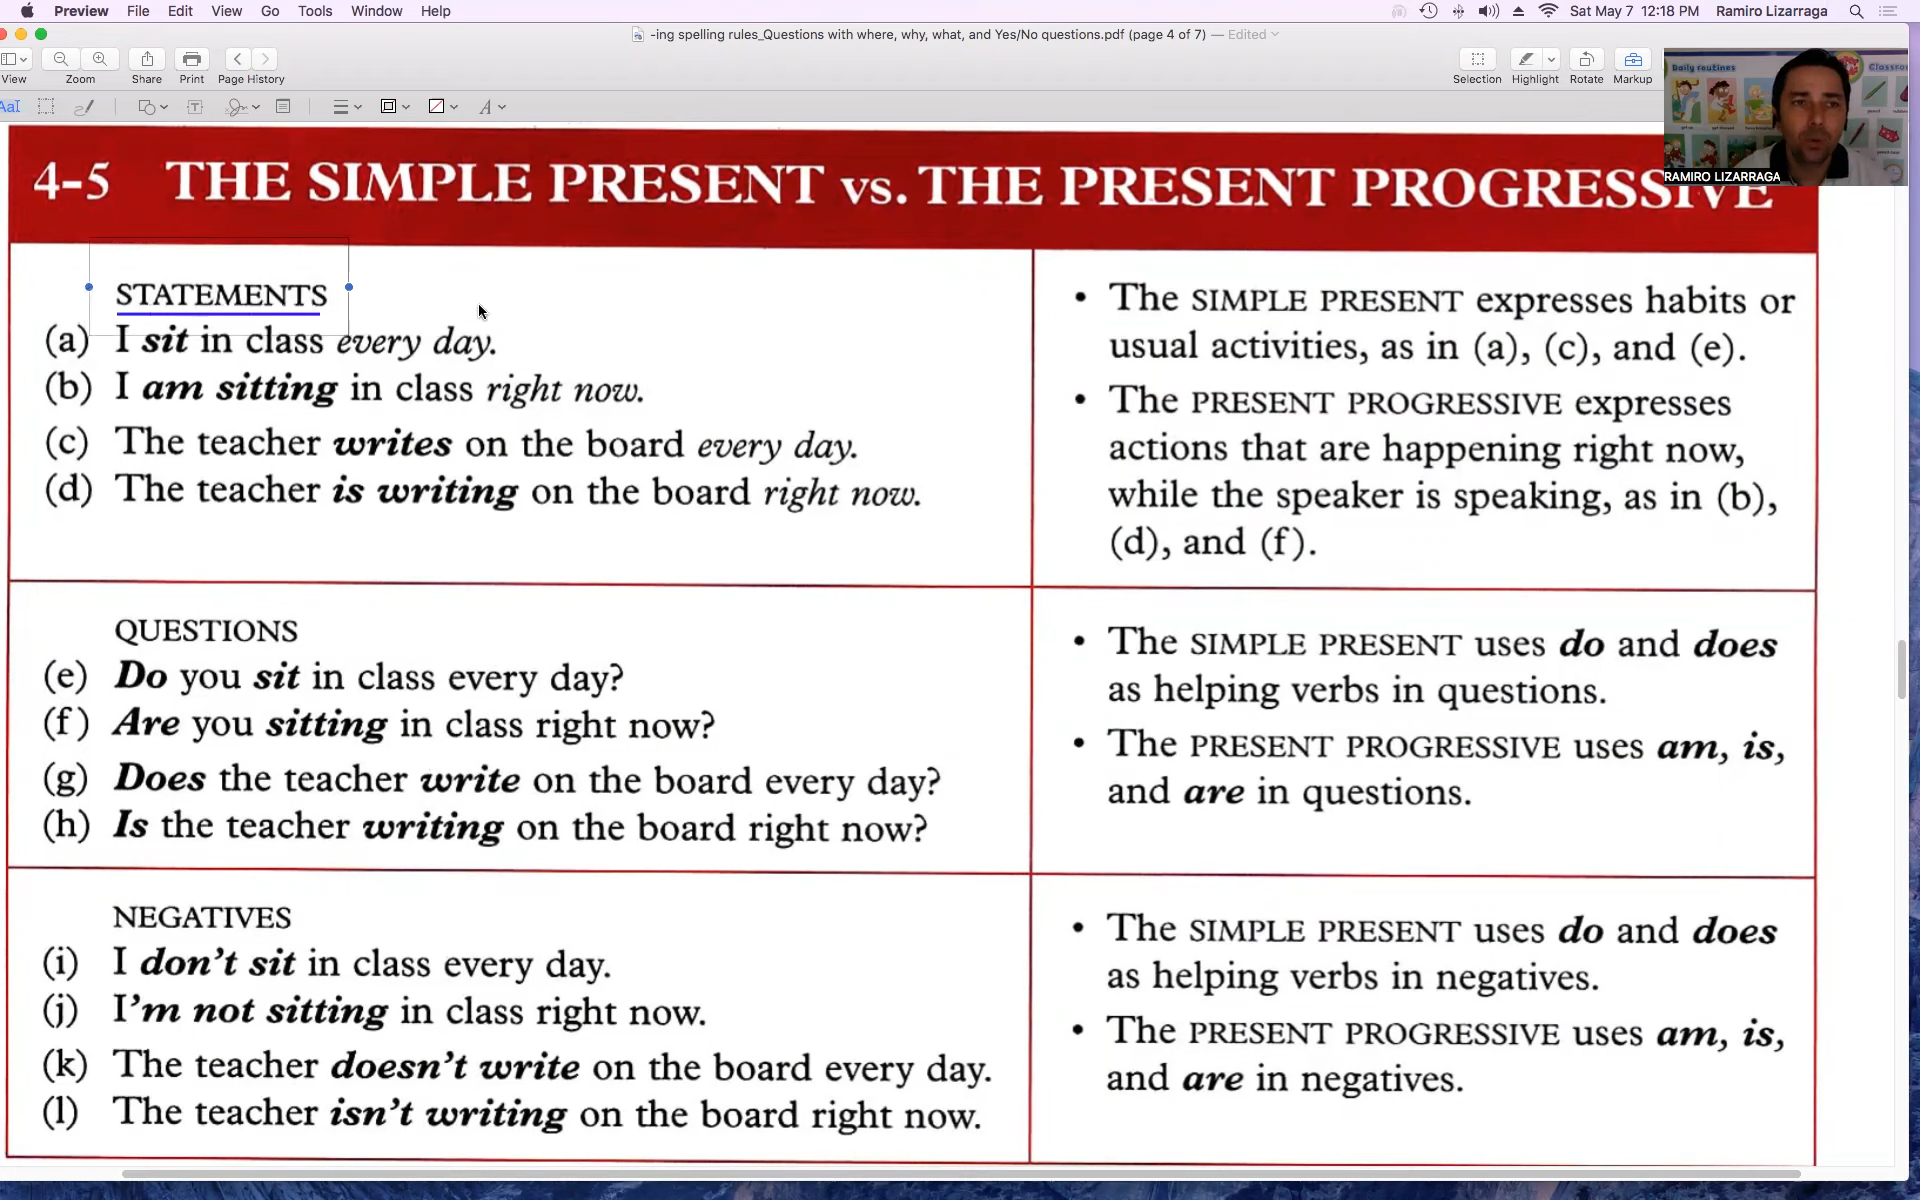 Preview File Edit View Go Tools Window Help
Sat May 7 12:18 PM Ramiro Lizarraga
-ing spelling rules_Questions with where, why, what, and Yes/No questions.pdf (page 4 of 7) — Edited
View Zoom Share Print Page History Selection Highlight Rotate Markup
AaI
A
Daily routines
RAMIRO LIZARRAGA
4-5 THE SIMPLE PRESENT vs. THE PRESENT PROGRESSIVE
STATEMENTS
(a) I sit in class every day.
(b) I am sitting in class right now.
(c) The teacher writes on the board every day.
(d) The teacher is writing on the board right now.
• The SIMPLE PRESENT expresses habits or
usual activities, as in (a), (c), and (e).
• The PRESENT PROGRESSIVE expresses
actions that are happening right now,
while the speaker is speaking, as in (b),
(d), and (f).
QUESTIONS
(e) Do you sit in class every day?
(f) Are you sitting in class right now?
(g) Does the teacher write on the board every day?
(h) Is the teacher writing on the board right now?
• The SIMPLE PRESENT uses do and does
as helping verbs in questions.
• The PRESENT PROGRESSIVE uses am, is,
and are in questions.
NEGATIVES
(i) I don't sit in class every day.
(j) I'm not sitting in class right now.
(k) The teacher doesn't write on the board every day.
(l) The teacher isn't writing on the board right now.
• The SIMPLE PRESENT uses do and does
as helping verbs in negatives.
• The PRESENT PROGRESSIVE uses am, is,
and are in negatives.